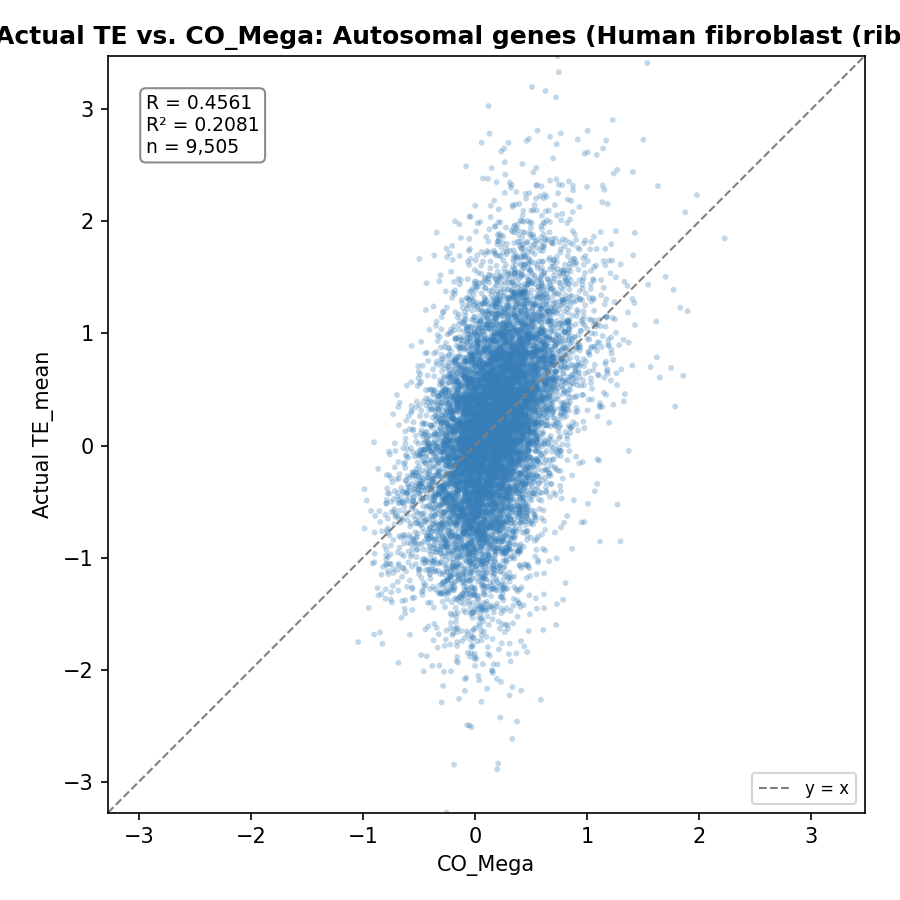 Actual TE vs. CO_Mega: Autosomal genes (Human fibroblast (rib
R = 0.4561
R² = 0.2081
n = 9,505
3
2
1
0
−1
−2
−3
Actual TE_mean
y = x
−3 −2 −1 0 1 2 3
CO_Mega